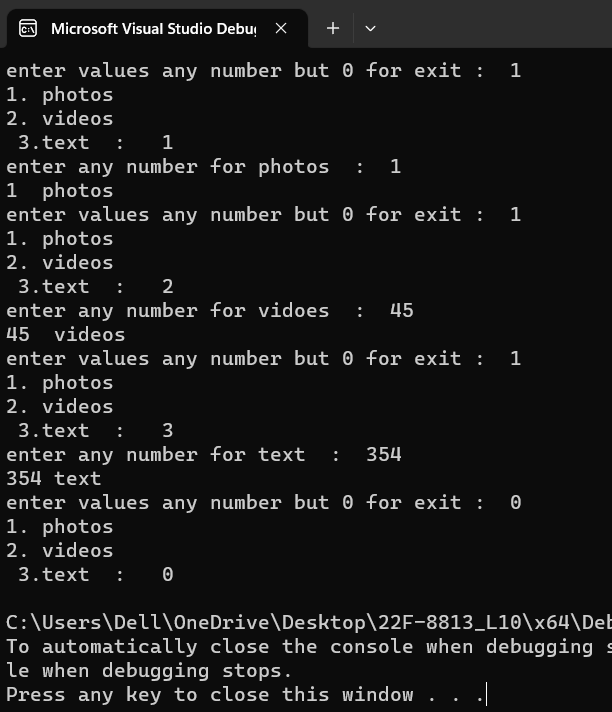 Microsoft Visual Studio Debu
enter values any number but 0 for exit :  1
1. photos
2. videos
 3.text  :   1
enter any number for photos  :  1
1  photos
enter values any number but 0 for exit :  1
1. photos
2. videos
 3.text  :   2
enter any number for vidoes  :  45
45  videos
enter values any number but 0 for exit :  1
1. photos
2. videos
 3.text  :   3
enter any number for text  :  354
354 text
enter values any number but 0 for exit :  0
1. photos
2. videos
 3.text  :   0
C:\Users\Dell\OneDrive\Desktop\22F-8813_L10\x64\Deb
To automatically close the console when debugging s
le when debugging stops.
Press any key to close this window . . .